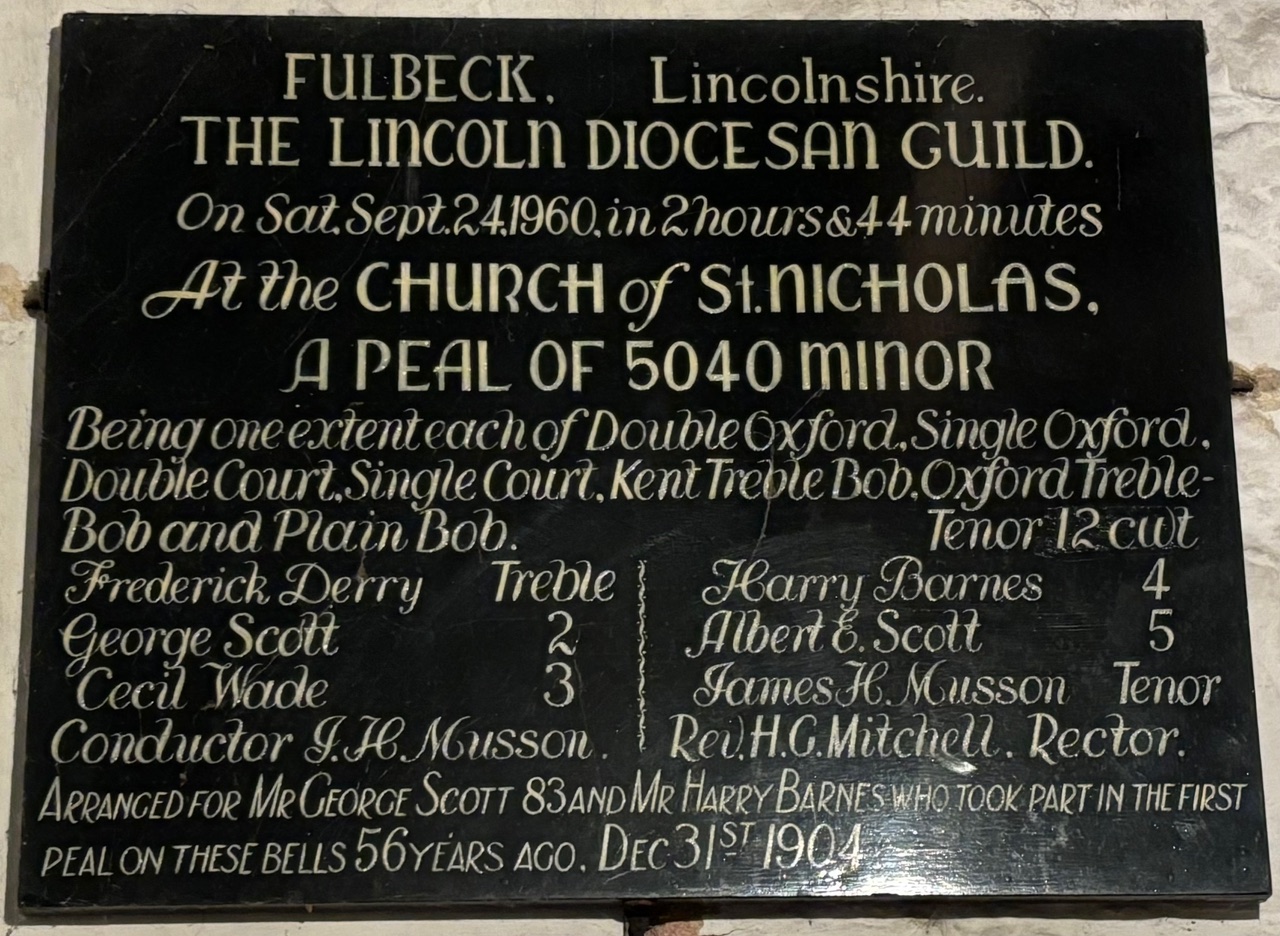 FULBECK. Lincolnshire.
THE LINCOLN DIOCESAN GUILD.
On Sat. Sept. 24, 1960, in 2 hours & 44 minutes
At the CHURCH of St. NICHOLAS,
A PEAL OF 5040 MINOR
Being one extent each of Double Oxford, Single Oxford,
Double Court, Single Court, Kent Treble Bob, Oxford Treble-
Bob and Plain Bob. Tenor 12 cwt
Frederick Derry Treble Harry Barnes 4
George Scott 2 Albert E. Scott 5
Cecil Wade 3 James H. Musson Tenor
Conductor J. H. Musson. Rev. H. G. Mitchell. Rector.
ARRANGED FOR MR GEORGE SCOTT 83 AND MR HARRY BARNES WHO TOOK PART IN THE FIRST
PEAL ON THESE BELLS 56 YEARS AGO. DEC 31ST 1904